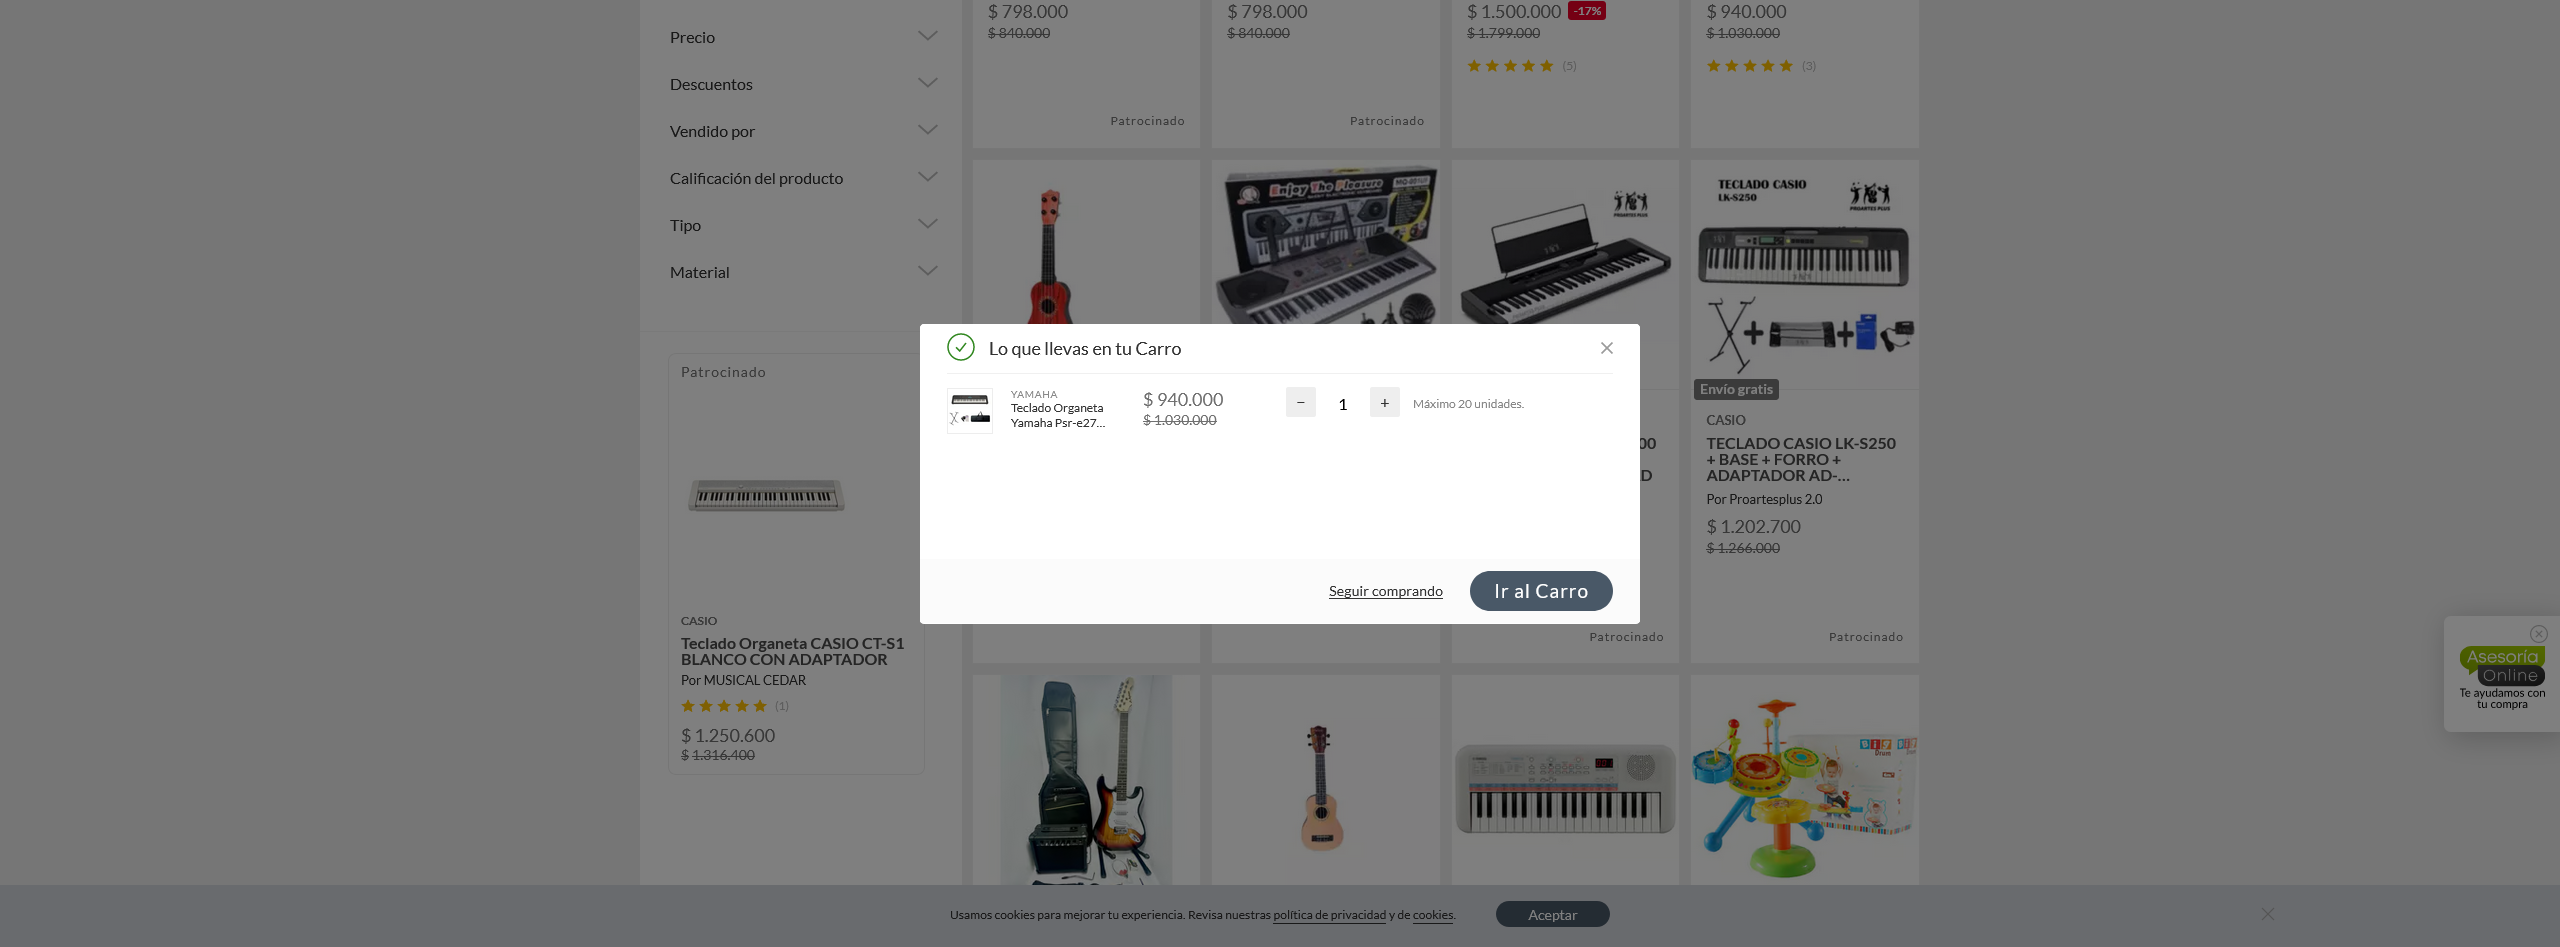 Precio
Descuentos
Vendido por
Calificación del producto
Tipo
Material
$ 798.000
$ 840.000
Patrocinado
$ 798.000
$ 840.000
Patrocinado
$ 1.500.000 -17%
$ 1.799.000
(5)
$ 940.000
$ 1.030.000
(3)
Enjoy The Pleasure
TECLADO CASIO
LK-S250
PROARTES PLUS
Envío gratis
CASIO
TECLADO CASIO LK-S250
+ BASE + FORRO +
ADAPTADOR AD-...
Por Proartesplus 2.0
$ 1.202.700
$ 1.266.000
Patrocinado
Patrocinado
Lo que llevas en tu Carro
YAMAHA
Teclado Organeta
Yamaha Psr-e27...
$ 940.000
$ 1.030.000
− 1 +
Máximo 20 unidades.
Seguir comprando
Ir al Carro
Patrocinado
CASIO
Teclado Organeta CASIO CT-S1
BLANCO CON ADAPTADOR
Por MUSICAL CEDAR
(1)
$ 1.250.600
$ 1.316.400
Asesoría
Online
Te ayudamos con
tu compra
Usamos cookies para mejorar tu experiencia. Revisa nuestras política de privacidad y de cookies.
Aceptar